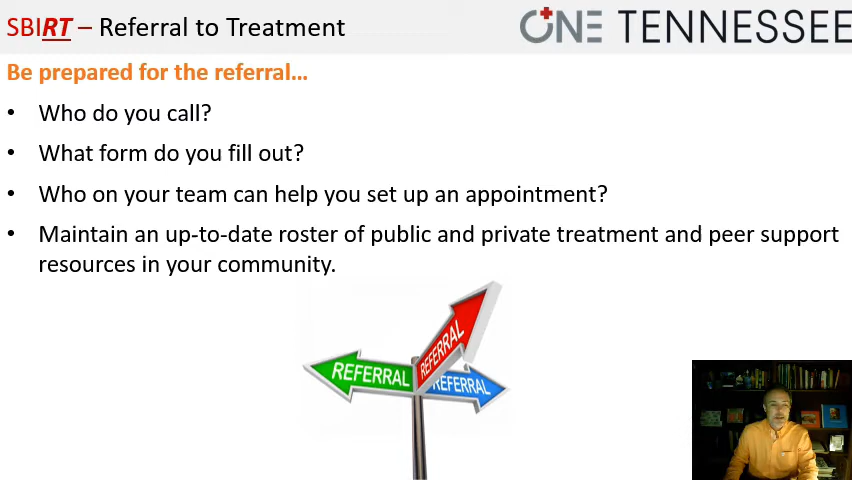 SBIRT – Referral to Treatment
ONE TENNESSEE
Be prepared for the referral...
• Who do you call?
• What form do you fill out?
• Who on your team can help you set up an appointment?
• Maintain an up-to-date roster of public and private treatment and peer support
resources in your community.
REFERRAL
REFERRAL
REFERRAL